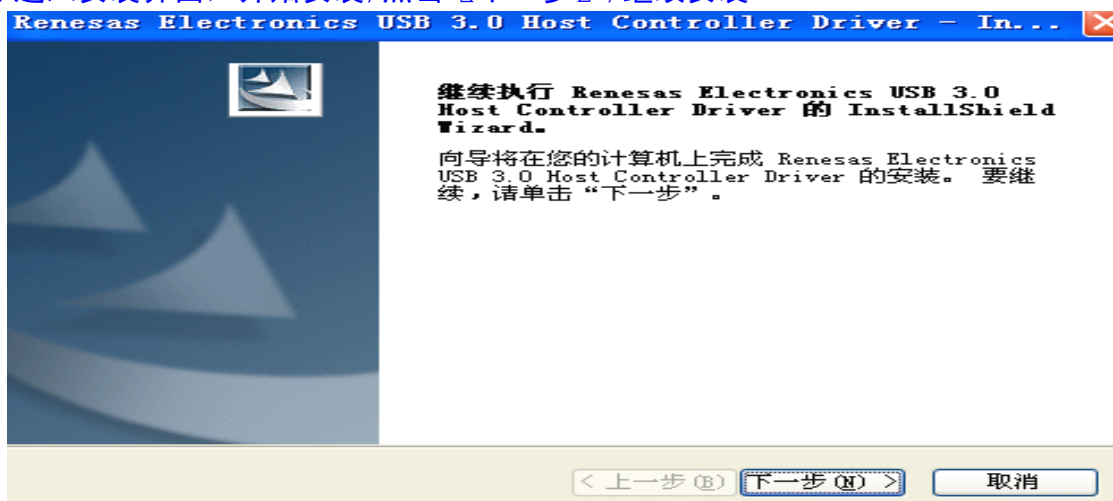 Renesas Electronics USB 3.0 Host Controller Driver - In...
继续执行 Renesas Electronics USB 3.0
Host Controller Driver 的 InstallShield
Wizard。
向导将在您的计算机上完成 Renesas Electronics
USB 3.0 Host Controller Driver 的安装。 要继
续，请单击“下一步”。
< 上一步(B) 下一步(N) > 取消